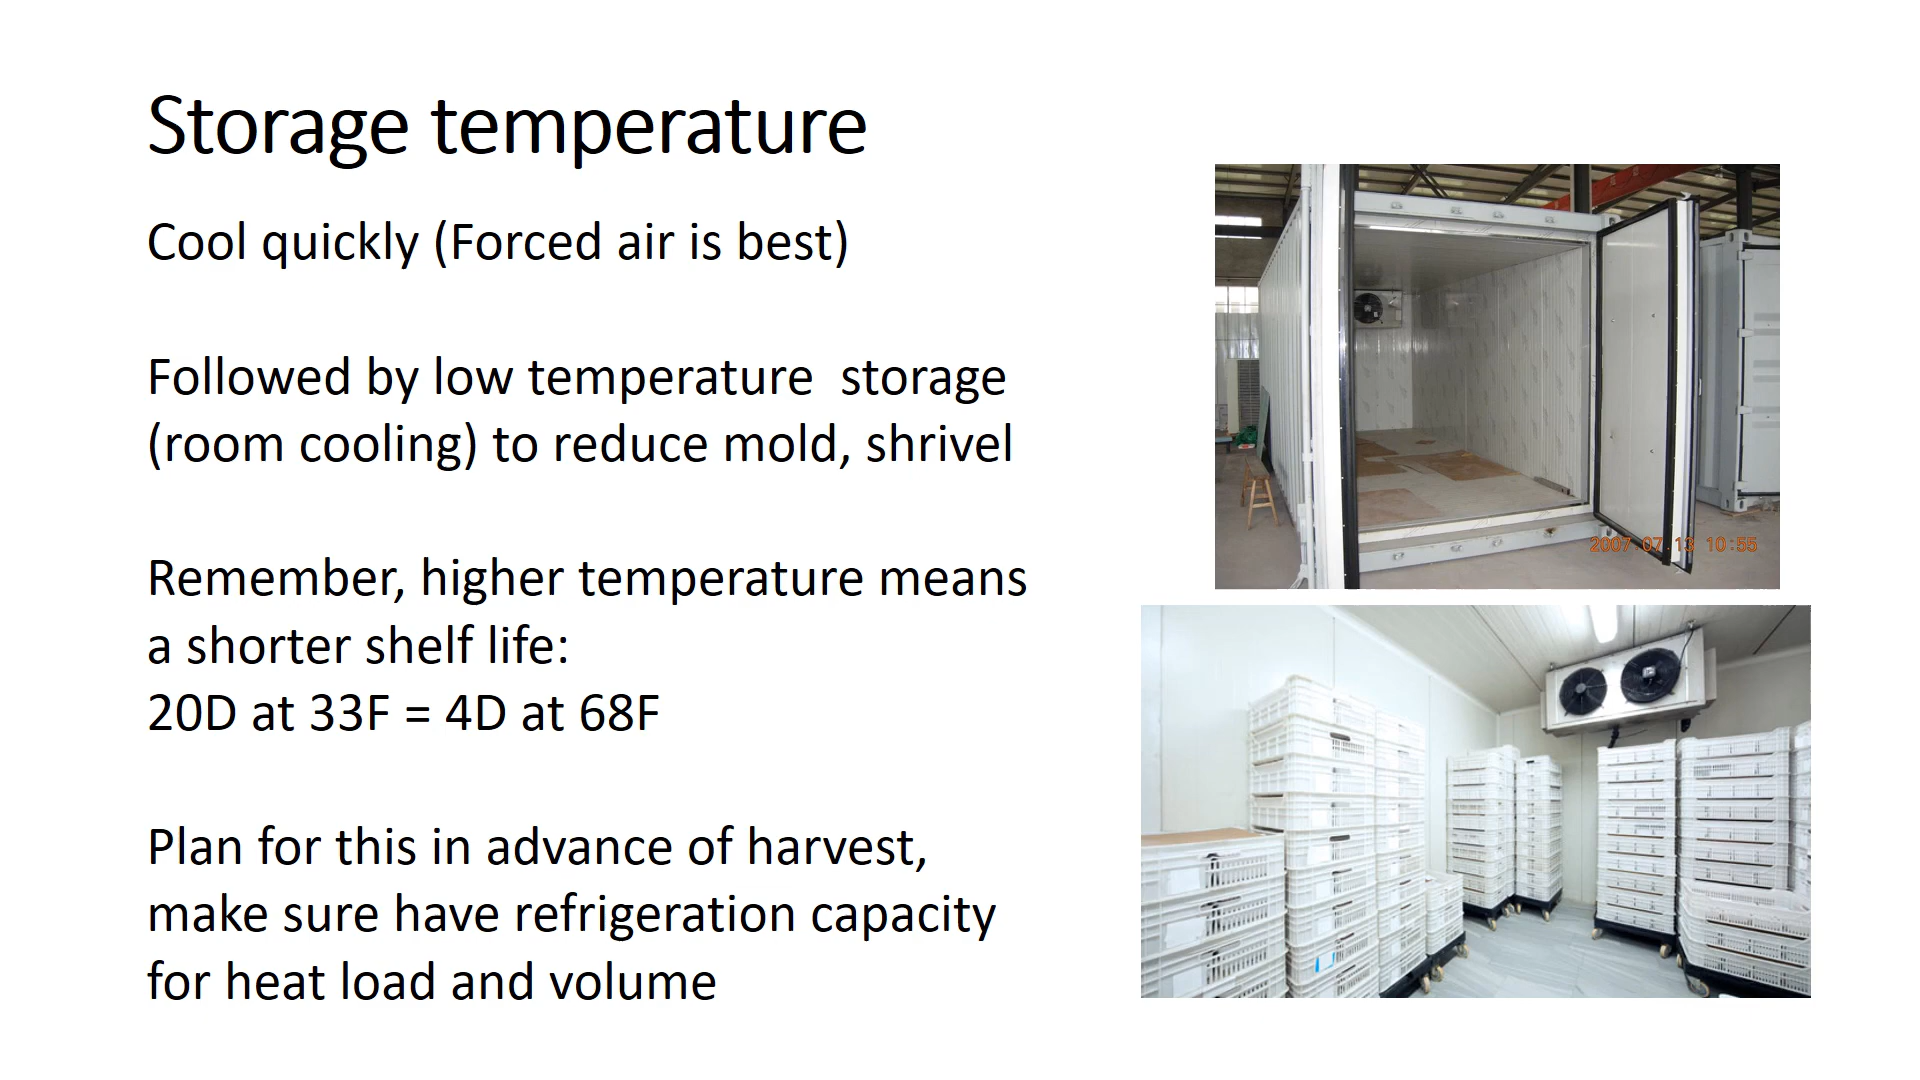 Storage temperature
Cool quickly (Forced air is best)
Followed by low temperature  storage
(room cooling) to reduce mold, shrivel
Remember, higher temperature means
a shorter shelf life:
20D at 33F = 4D at 68F
Plan for this in advance of harvest,
make sure have refrigeration capacity
for heat load and volume
2007.07.13 10:55